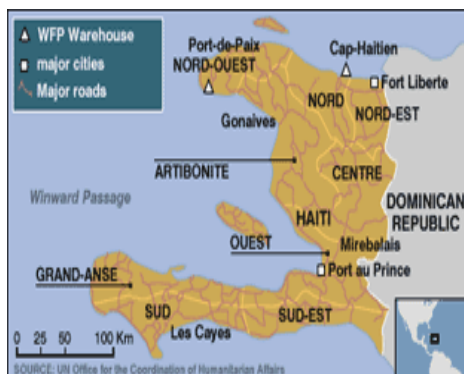 WFP Warehouse
major cities
Major roads
Port-de-Paix
NORD-OUEST
Cap-Haitien
Fort Liberte
NORD
NORD-EST
Gonaives
ARTIBONITE
CENTRE
Winward Passage
DOMINICAN
REPUBLIC
HAITI
OUEST
Mirebalais
Port au Prince
GRAND-ANSE
SUD
SUD-EST
Les Cayes
0 25 50 100 Km
SOURCE: UN Office for the Coordination of Humanitarian Affairs